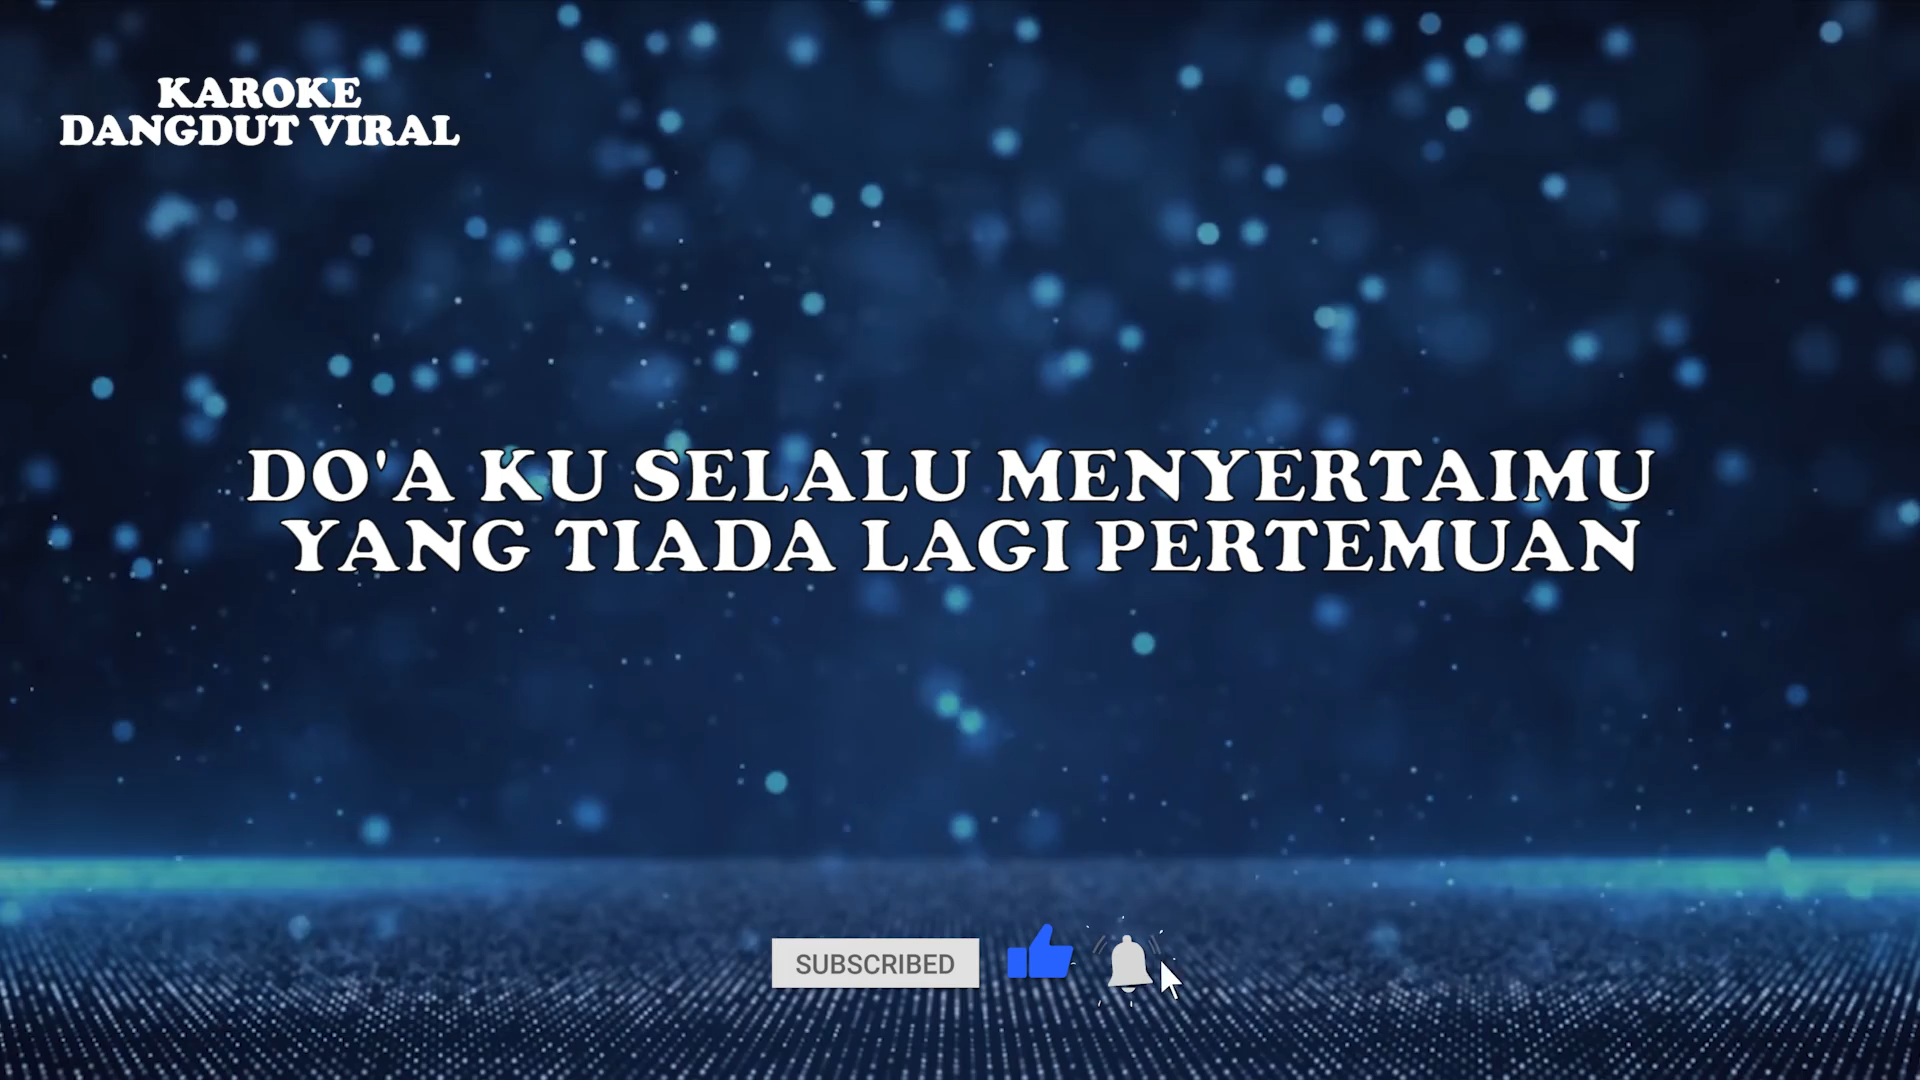 KAROKE
DANGDUT VIRAL
DO'A KU SELALU MENYERTAIMU
YANG TIADA LAGI PERTEMUAN
SUBSCRIBED